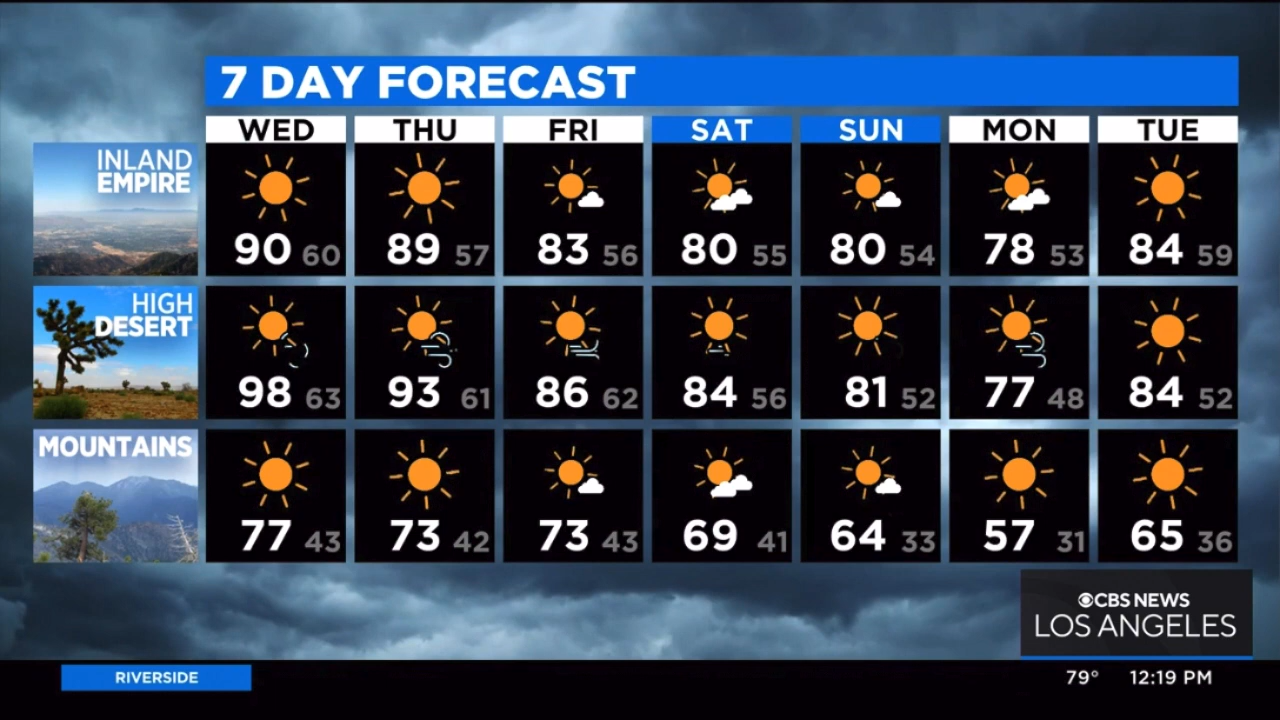 7 DAY FORECAST
WED THU FRI SAT SUN MON TUE
INLAND
EMPIRE
90 60 89 57 83 56 80 55 80 54 78 53 84 59
HIGH
DESERT
98 63 93 61 86 62 84 56 81 52 77 48 84 52
MOUNTAINS
77 43 73 42 73 43 69 41 64 33 57 31 65 36
CBS NEWS
LOS ANGELES
RIVERSIDE 79° 12:19 PM